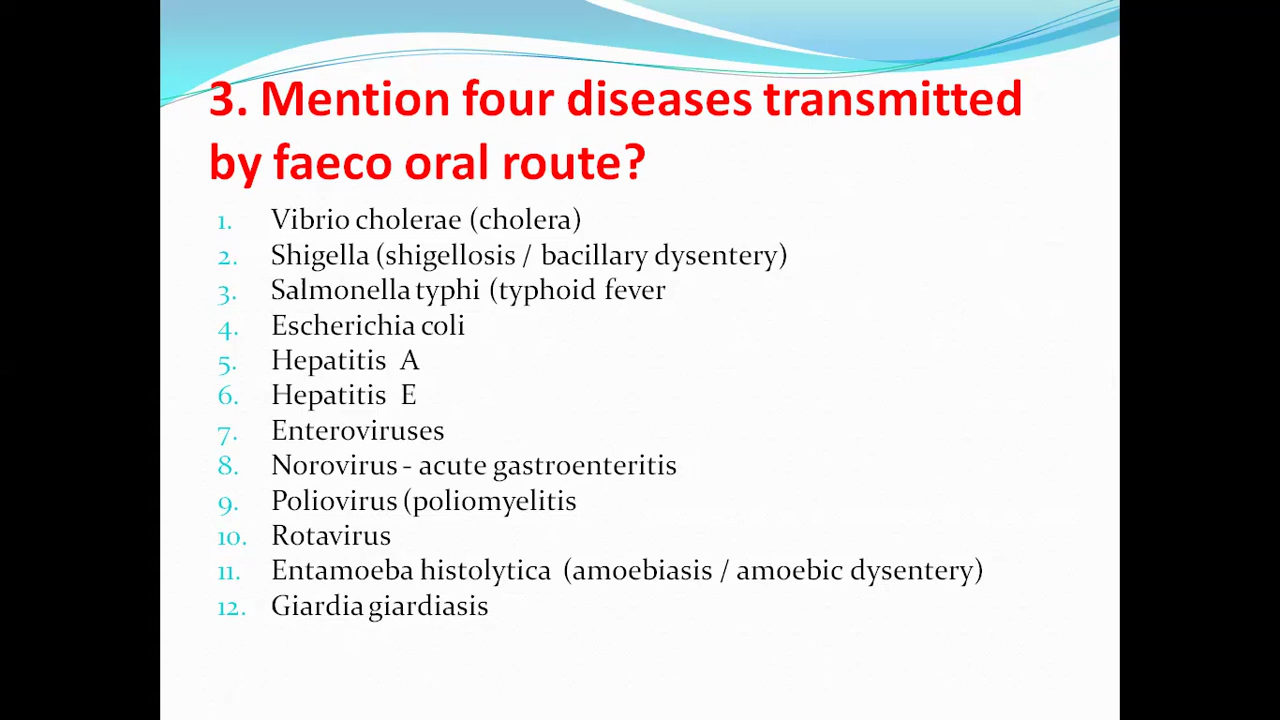 3. Mention four diseases transmitted
by faeco oral route?
1. Vibrio cholerae (cholera)
2. Shigella (shigellosis / bacillary dysentery)
3. Salmonella typhi (typhoid fever
4. Escherichia coli
5. Hepatitis A
6. Hepatitis E
7. Enteroviruses
8. Norovirus - acute gastroenteritis
9. Poliovirus (poliomyelitis
10. Rotavirus
11. Entamoeba histolytica (amoebiasis / amoebic dysentery)
12. Giardia giardiasis